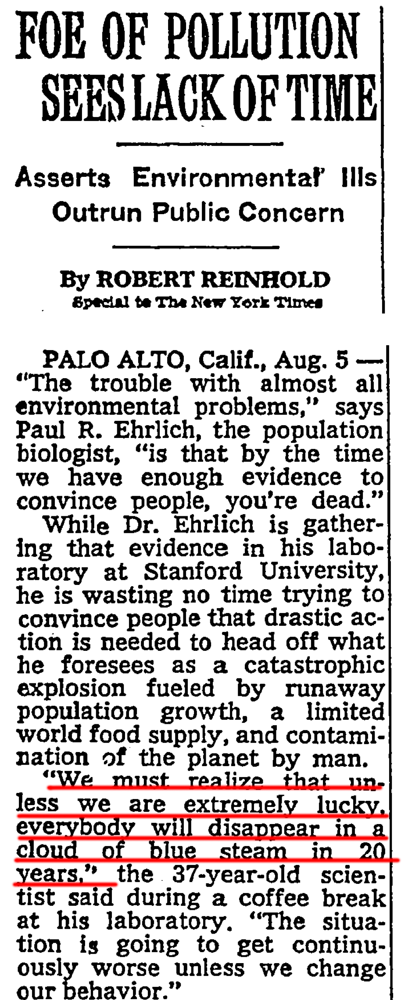 FOE OF POLLUTION
SEES LACK OF TIME
Asserts Environmental Ills
Outrun Public Concern
By ROBERT REINHOLD
Special to The New York Times
PALO ALTO, Calif., Aug. 5 —
“The trouble with almost all
environmental problems,” says
Paul R. Ehrlich, the population
biologist, “is that by the time
we have enough evidence to
convince people, you're dead.”
While Dr. Ehrlich is gather-
ing that evidence in his labo-
ratory at Stanford University,
he is wasting no time trying to
convince people that drastic ac-
tion is needed to head off what
he foresees as a catastrophic
explosion fueled by runaway
population growth, a limited
world food supply, and contami-
nation of the planet by man.
“We must realize that un-
less we are extremely lucky,
everybody will disappear in a
cloud of blue steam in 20
years,” the 37-year-old scien-
tist said during a coffee break
at his laboratory. “The situa-
tion is going to get continu-
ously worse unless we change
our behavior.”